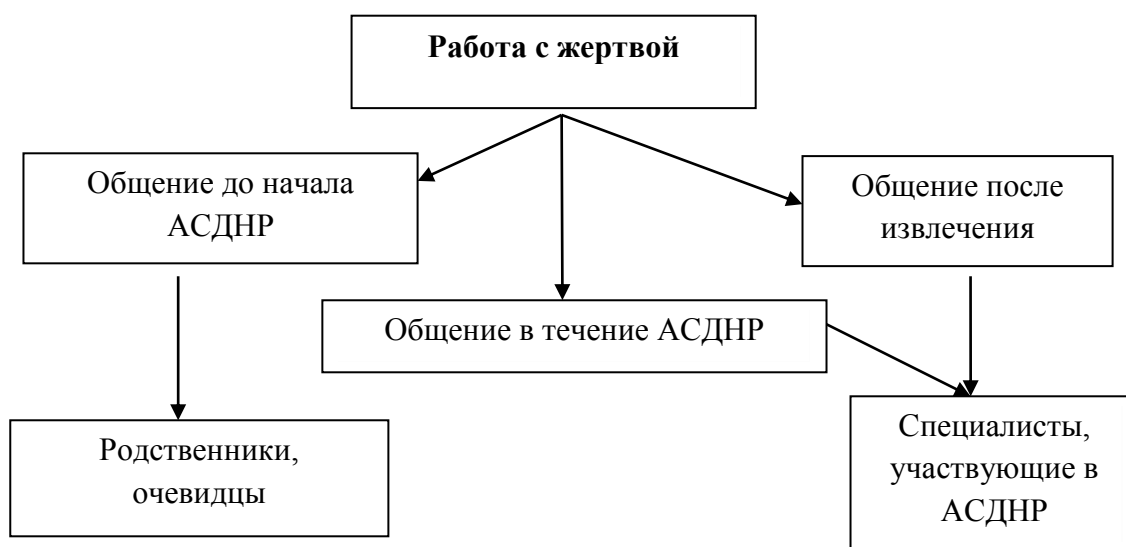 Работа с жертвой
Общение до начала
АСДНР
Общение после
извлечения
Общение в течение АСДНР
Родственники,
очевидцы
Специалисты,
участвующие в
АСДНР